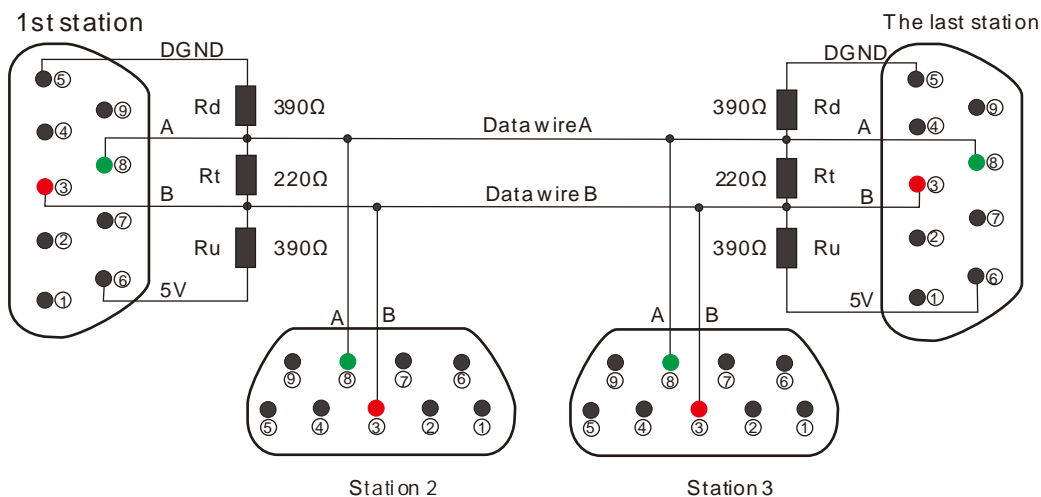 1st station
The last station
DGND
DGND
⑤
⑤
⑨
⑨
Rd
390Ω
390Ω
Rd
④
④
A
Data wire A
A
⑧
⑧
③
③
Rt
220Ω
220Ω
Rt
B
Data wire B
B
⑦
⑦
②
②
Ru
390Ω
390Ω
Ru
⑥
⑥
5V
5V
①
①
A
B
A
B
⑨
⑧
⑦
⑥
⑨
⑧
⑦
⑥
⑤
④
③
②
①
⑤
④
③
②
①
Station 2
Station 3